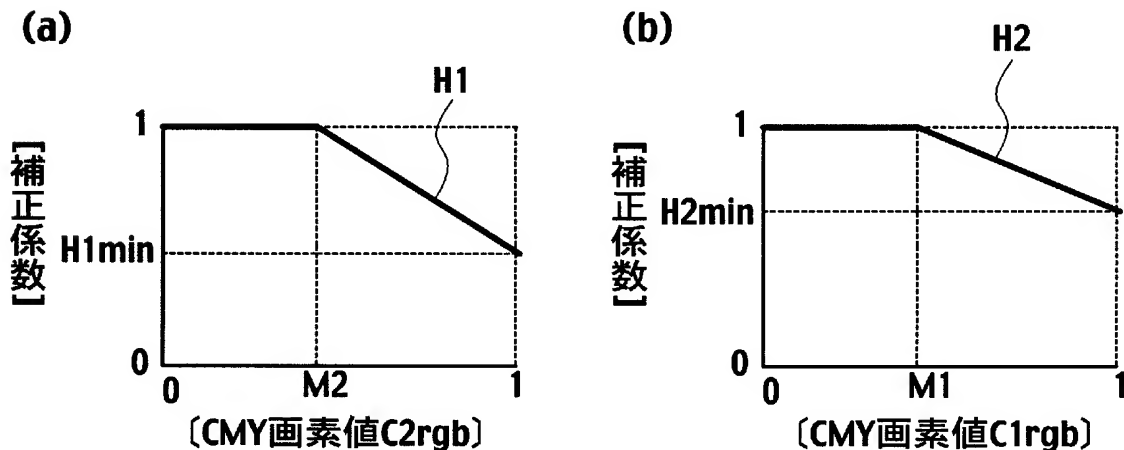 (a)
H1
1
[補正係数]
H1min
0
0
M2
1
〔CMY画素値C2rgb〕
(b)
H2
1
[補正係数]
H2min
0
0
M1
1
〔CMY画素値C1rgb〕